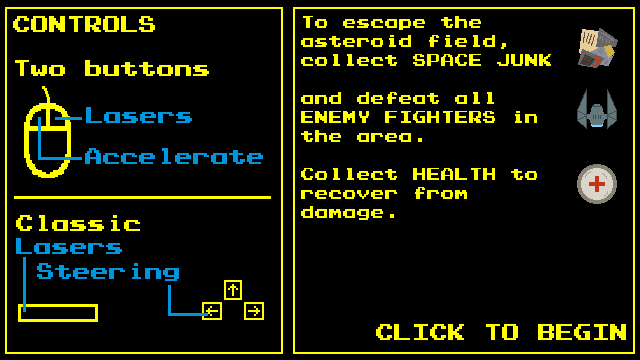 CONTROLS
Two buttons
Lasers
Accelerate
Classic
Lasers
Steering
To escape the
asteroid field,
collect SPACE JUNK
and defeat all
ENEMY FIGHTERS in
the area.
Collect HEALTH to
recover from
damage.
CLICK TO BEGIN